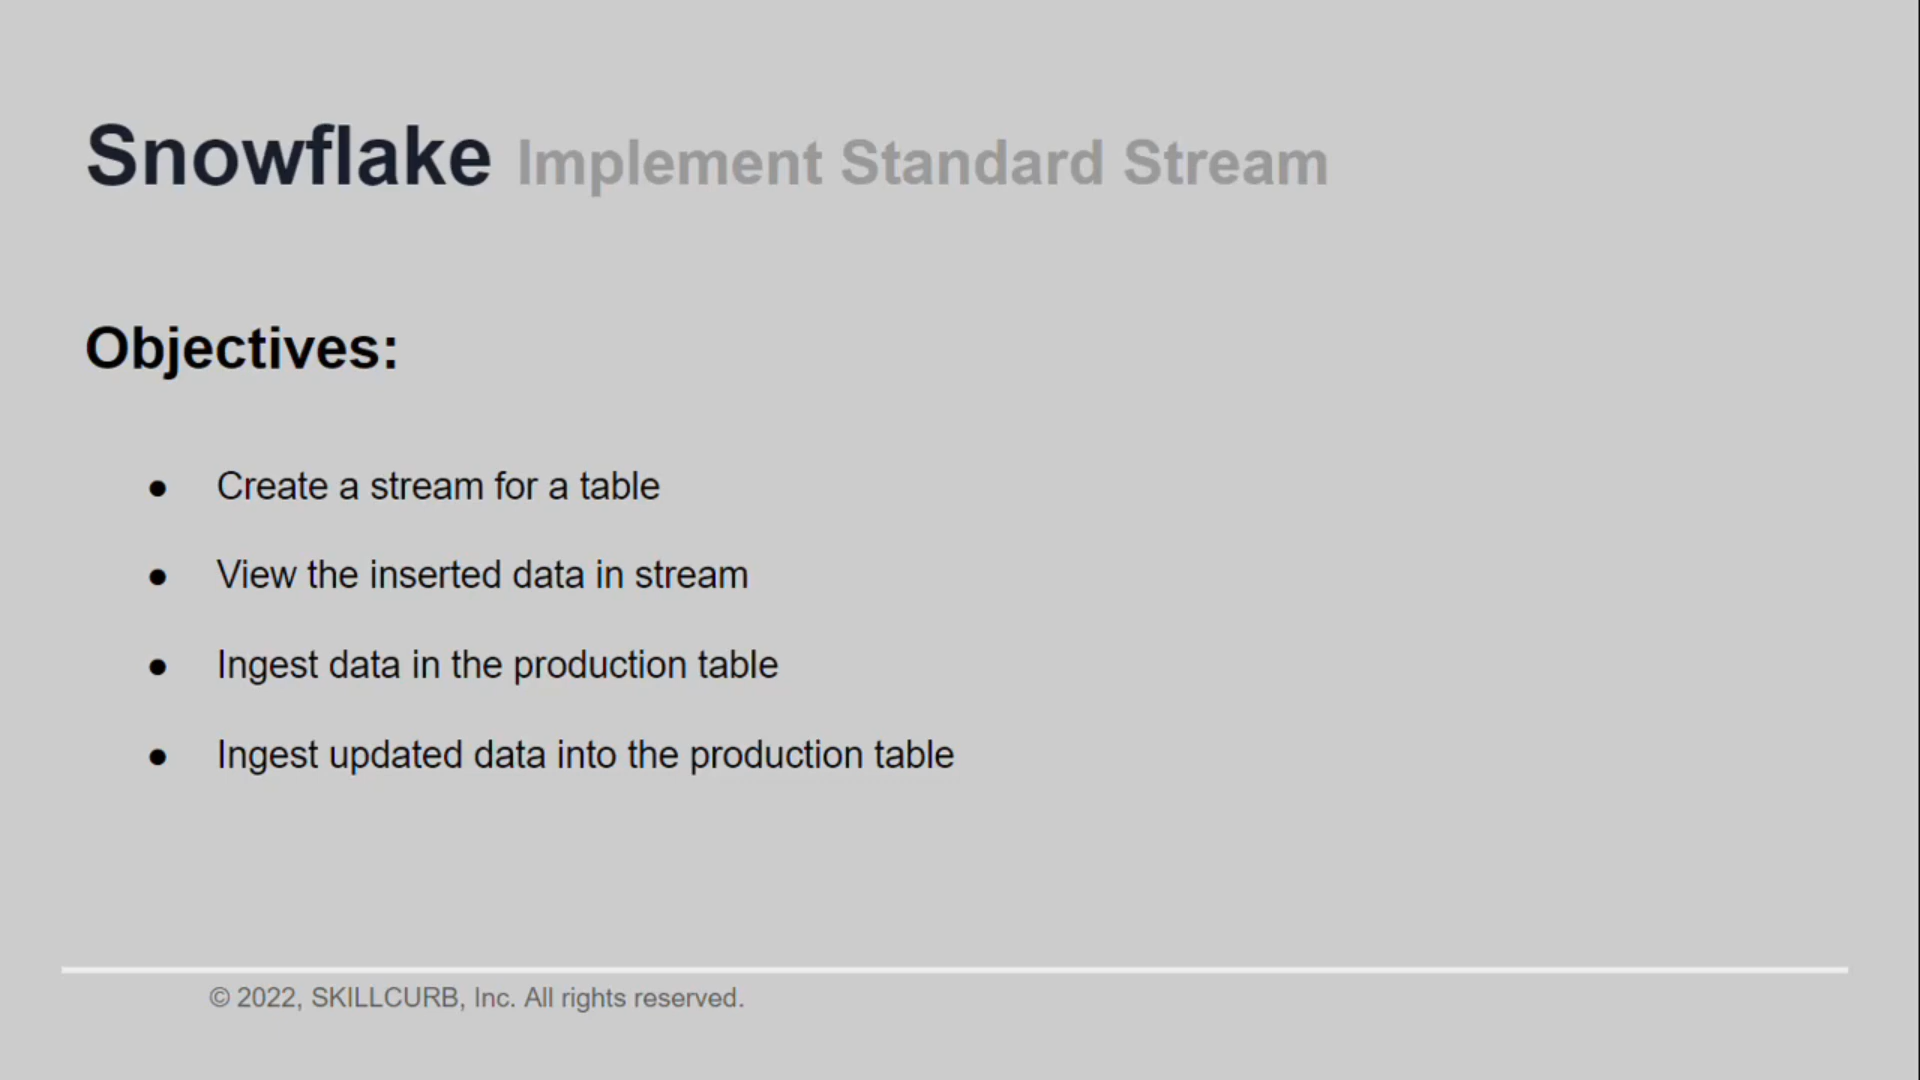 Snowflake Implement Standard Stream
Objectives:
● Create a stream for a table
● View the inserted data in stream
● Ingest data in the production table
● Ingest updated data into the production table
© 2022, SKILLCURB, Inc. All rights reserved.